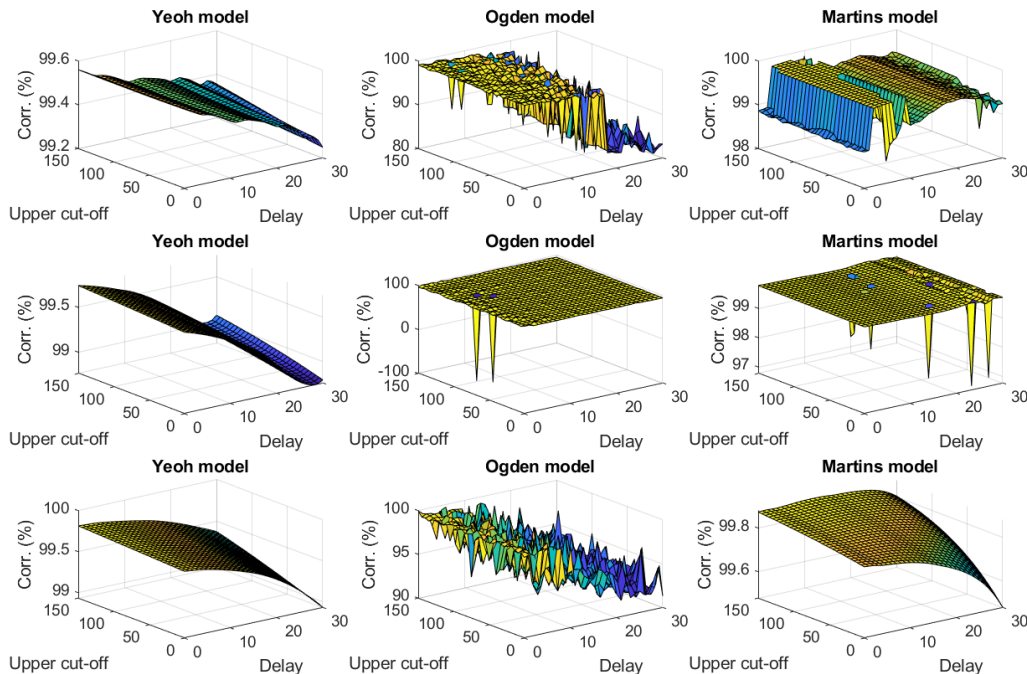 Yeoh model Ogden model Martins model
99.6 100 100
99.4 90 99
99.2 80 98
Corr. (%) Corr. (%) Corr. (%)
150 100 50 0 0 10 20 30 150 100 50 0 0 10 20 30 150 100 50 0 0 10 20 30
Upper cut-off Delay Upper cut-off Delay Upper cut-off Delay
Yeoh model Ogden model Martins model
99.5 100 99
99 0 98
-100 97
Corr. (%) Corr. (%) Corr. (%)
150 100 50 0 0 10 20 30 150 100 50 0 0 10 20 30 150 100 50 0 0 10 20 30
Upper cut-off Delay Upper cut-off Delay Upper cut-off Delay
Yeoh model Ogden model Martins model
100 100 99.8
99.5 95 99.6
99 90
Corr. (%) Corr. (%) Corr. (%)
150 100 50 0 0 10 20 30 150 100 50 0 0 10 20 30 150 100 50 0 0 10 20 30
Upper cut-off Delay Upper cut-off Delay Upper cut-off Delay